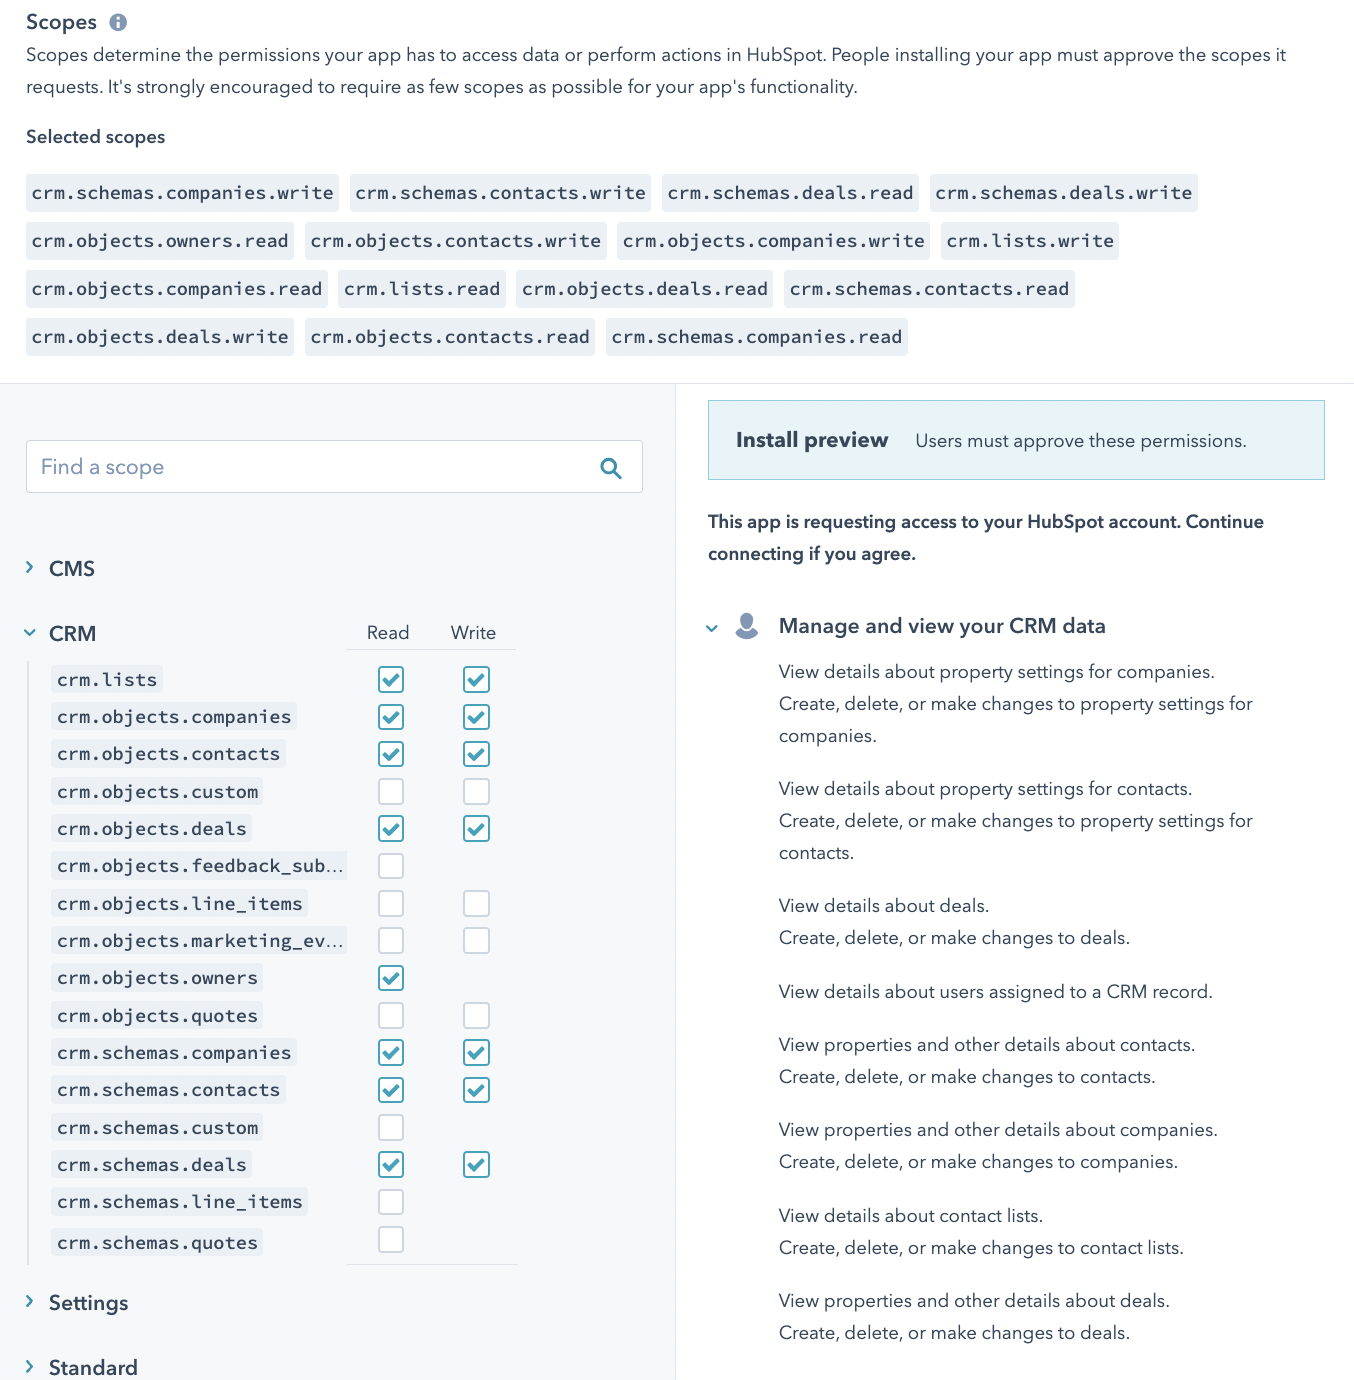 Scopes
Scopes determine the permissions your app has to access data or perform actions in HubSpot. People installing your app must approve the scopes it
requests. It's strongly encouraged to require as few scopes as possible for your app's functionality.
Selected scopes
crm.schemas.companies.write crm.schemas.contacts.write crm.schemas.deals.read crm.schemas.deals.write
crm.objects.owners.read crm.objects.contacts.write crm.objects.companies.write crm.lists.write
crm.objects.companies.read crm.lists.read crm.objects.deals.read crm.schemas.contacts.read
crm.objects.deals.write crm.objects.contacts.read crm.schemas.companies.read
Find a scope
CMS
CRM Read Write
crm.lists
crm.objects.companies
crm.objects.contacts
crm.objects.custom
crm.objects.deals
crm.objects.feedback_sub...
crm.objects.line_items
crm.objects.marketing_ev...
crm.objects.owners
crm.objects.quotes
crm.schemas.companies
crm.schemas.contacts
crm.schemas.custom
crm.schemas.deals
crm.schemas.line_items
crm.schemas.quotes
Settings
Standard
Install preview Users must approve these permissions.
This app is requesting access to your HubSpot account. Continue
connecting if you agree.
Manage and view your CRM data
View details about property settings for companies.
Create, delete, or make changes to property settings for
companies.
View details about property settings for contacts.
Create, delete, or make changes to property settings for
contacts.
View details about deals.
Create, delete, or make changes to deals.
View details about users assigned to a CRM record.
View properties and other details about contacts.
Create, delete, or make changes to contacts.
View properties and other details about companies.
Create, delete, or make changes to companies.
View details about contact lists.
Create, delete, or make changes to contact lists.
View properties and other details about deals.
Create, delete, or make changes to deals.